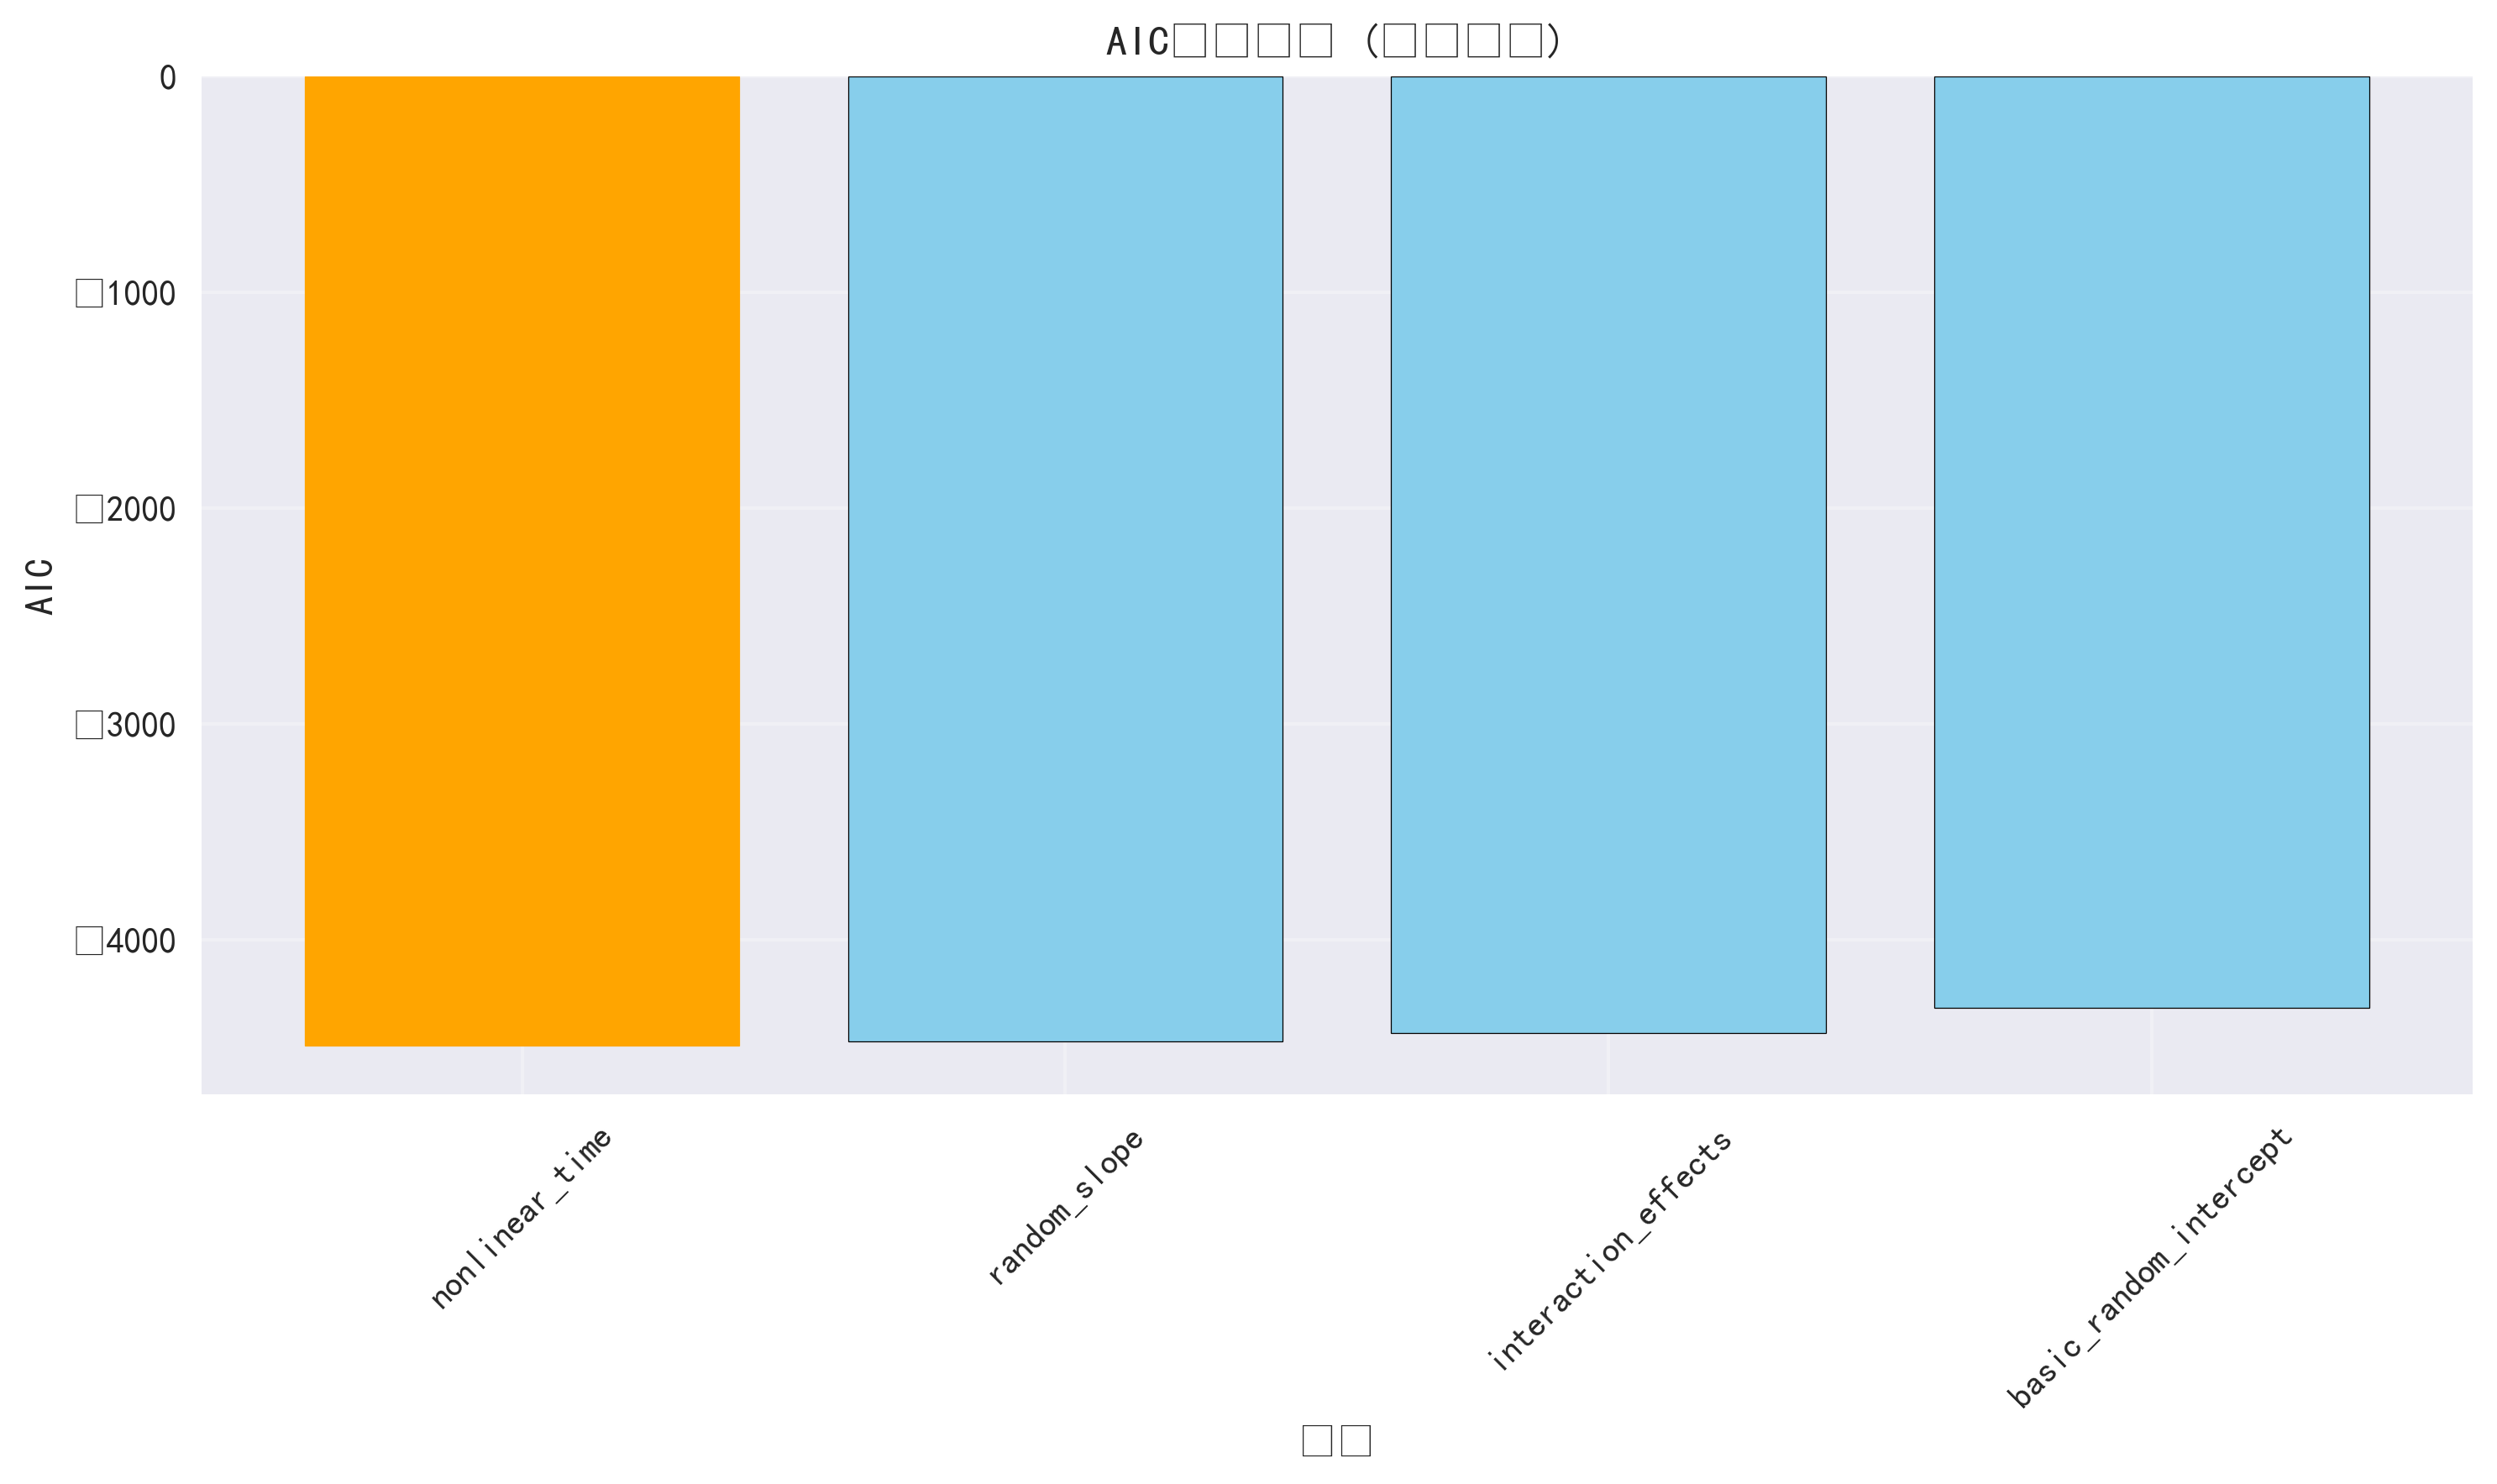 AIC□□□□ (□□□□)
0
□1000
□2000
□3000
□4000
AIC
nonlinear_time
random_slope
interaction_effects
basic_random_intercept
□□